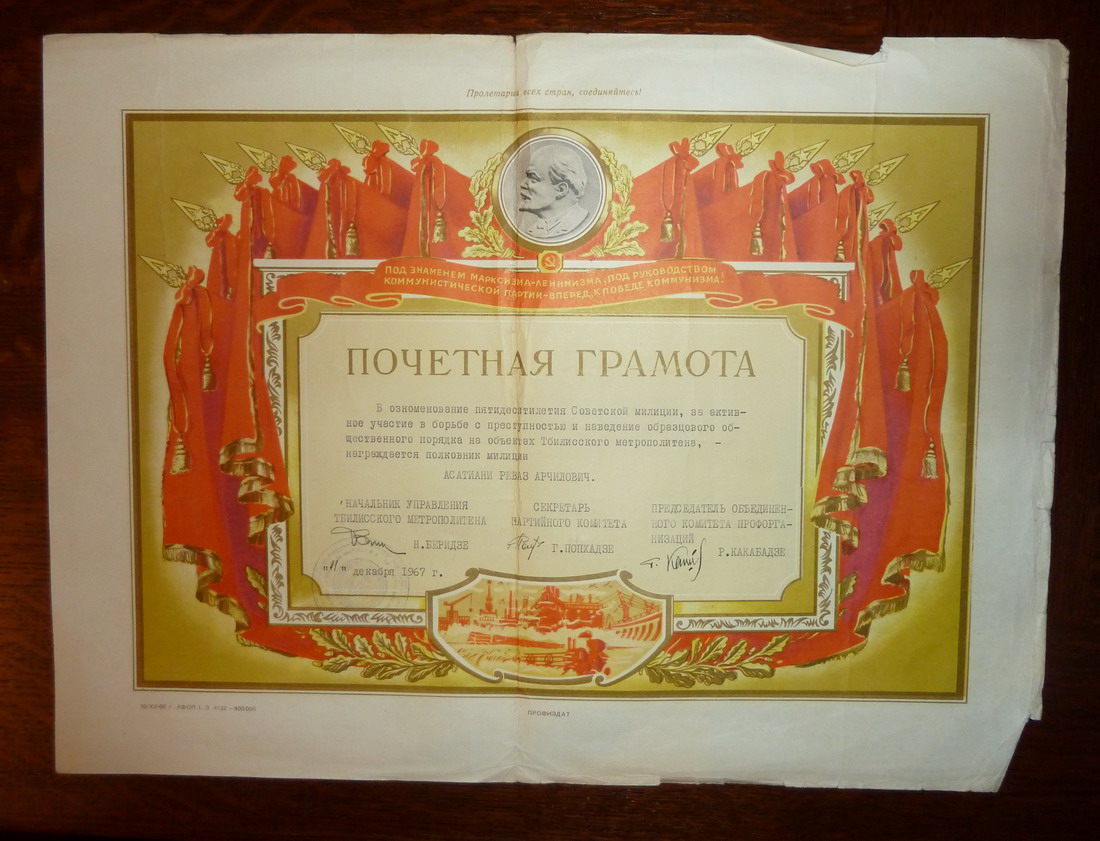 Пролетарии всех стран, соединяйтесь!
ПОД ЗНАМЕНЕМ МАРКСИЗМА-ЛЕНИНИЗМА, ПОД РУКОВОДСТВОМ
КОММУНИСТИЧЕСКОЙ ПАРТИИ-ВПЕРЕД, К ПОБЕДЕ КОММУНИЗМА!
ПОЧЕТНАЯ ГРАМОТА
В озноменование пятидесятилетия Советской милиции, за актив-
ное участие в борьбе с преступностью и наведение образцового об-
щественного порядка на объектах Тбилисского метрополитена, -
награждается полковник милиции
АСАТИАНИ РЕВАЗ АРЧИЛОВИЧ.
НАЧАЛЬНИК УПРАВЛЕНИЯ
ТБИЛИССКОГО МЕТРОПОЛИТЕНА
Н.БЕРИДЗЕ
СЕКРЕТАРЬ
ПАРТИЙНОГО КОМИТЕТА
Г.ПОПХАДЗЕ
ПРЕДСЕДАТЕЛЬ ОБЪЕДИНЕН-
НОГО КОМИТЕТА ПРОФОРГА-
НИЗАЦИЙ
Р.КАКАБАДЗЕ
"11" декабря 1967 г.
ПРОФИЗДАТ